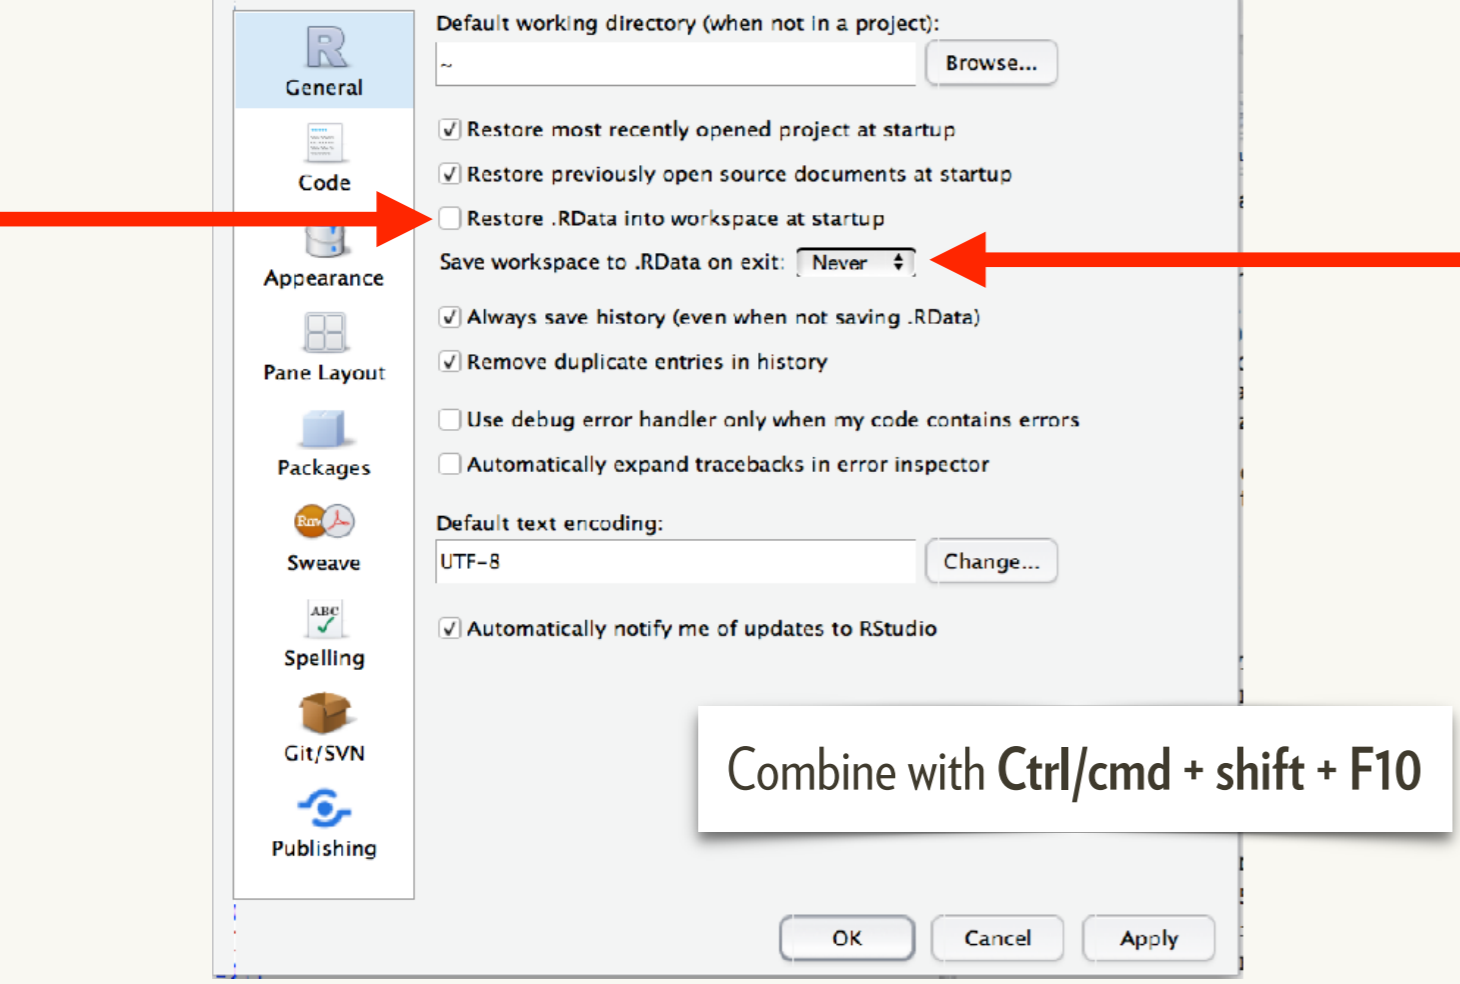 Default working directory (when not in a project):
~
Browse...
General
Restore most recently opened project at startup
Code
Restore previously open source documents at startup
Restore .RData into workspace at startup
Appearance
Save workspace to .RData on exit: Never
Always save history (even when not saving .RData)
Pane Layout
Remove duplicate entries in history
Use debug error handler only when my code contains errors
Packages
Automatically expand tracebacks in error inspector
Default text encoding:
Sweave
UTF-8
Change...
ABC
Automatically notify me of updates to RStudio
Spelling
Git/SVN
Combine with Ctrl/cmd + shift + F10
Publishing
OK
Cancel
Apply